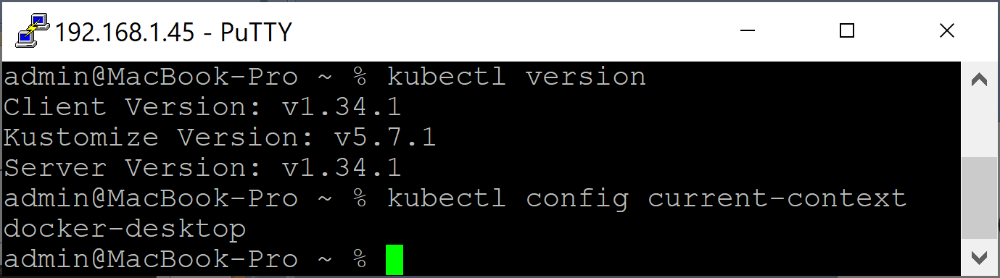 192.168.1.45 - PuTTY
admin@MacBook-Pro ~ % kubectl version
Client Version: v1.34.1
Kustomize Version: v5.7.1
Server Version: v1.34.1
admin@MacBook-Pro ~ % kubectl config current-context
docker-desktop
admin@MacBook-Pro ~ %